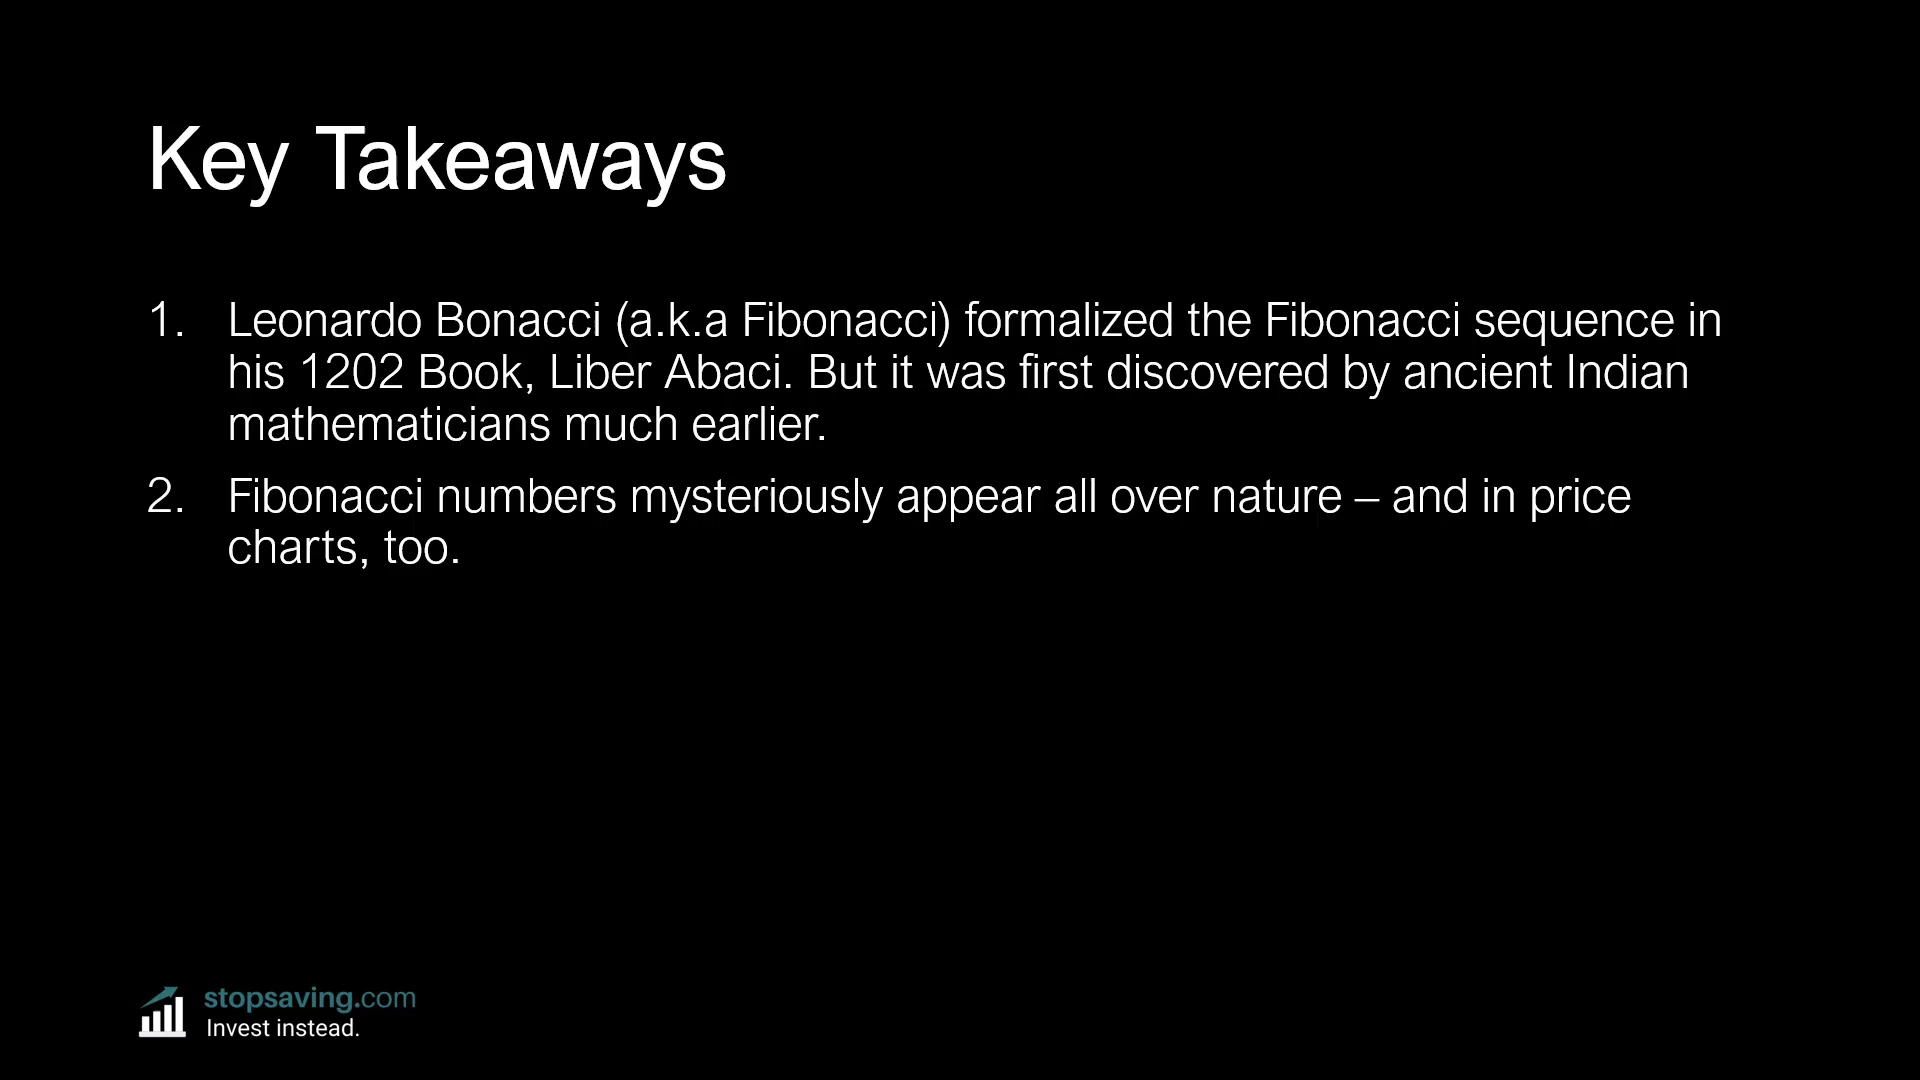 Key Takeaways
1. Leonardo Bonacci (a.k.a Fibonacci) formalized the Fibonacci sequence in
his 1202 Book, Liber Abaci. But it was first discovered by ancient Indian
mathematicians much earlier.
2. Fibonacci numbers mysteriously appear all over nature – and in price
charts, too.
stopsaving.com
Invest instead.